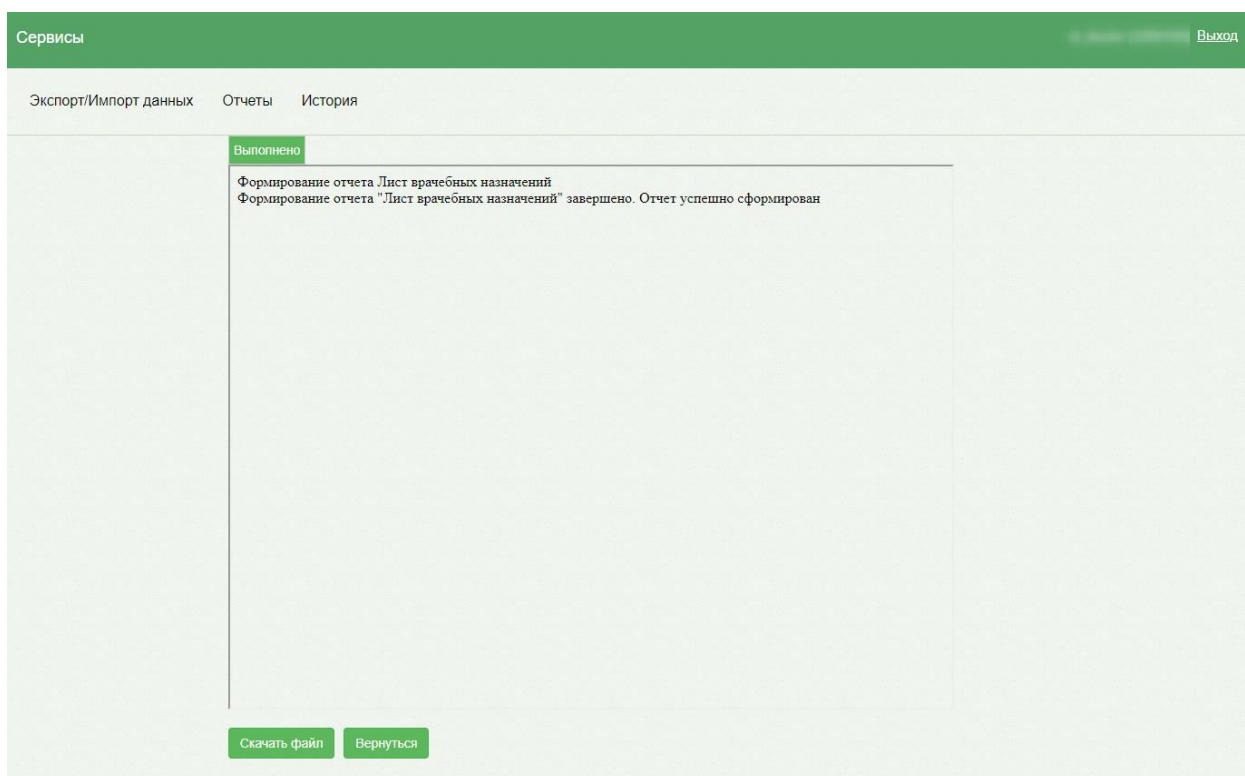 Сервисы
Выход
Экспорт/Импорт данных Отчеты История
Выполнено
Формирование отчета Лист врачебных назначений
Формирование отчета "Лист врачебных назначений" завершено. Отчет успешно сформирован
Скачать файл Вернуться